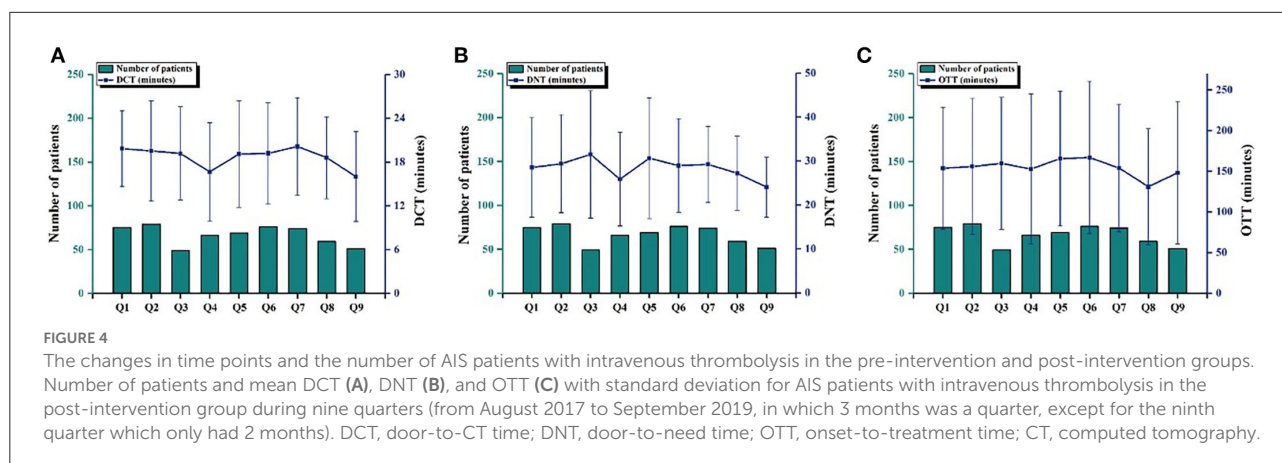 A
Number of patients
DCT (minutes)
250
200
150
100
50
0
Number of patients
30
24
18
12
6
0
DCT (minutes)
Q1 Q2 Q3 Q4 Q5 Q6 Q7 Q8 Q9
B
Number of patients
DNT (minutes)
250
200
150
100
50
0
Number of patients
50
40
30
20
10
0
DNT (minutes)
Q1 Q2 Q3 Q4 Q5 Q6 Q7 Q8 Q9
C
Number of patients
OTT (minutes)
250
200
150
100
50
0
Number of patients
250
200
150
100
50
0
OTT (minutes)
Q1 Q2 Q3 Q4 Q5 Q6 Q7 Q8 Q9
FIGURE 4
The changes in time points and the number of AIS patients with intravenous thrombolysis in the pre-intervention and post-intervention groups.
Number of patients and mean DCT (A), DNT (B), and OTT (C) with standard deviation for AIS patients with intravenous thrombolysis in the
post-intervention group during nine quarters (from August 2017 to September 2019, in which 3 months was a quarter, except for the ninth
quarter which only had 2 months). DCT, door-to-CT time; DNT, door-to-need time; OTT, onset-to-treatment time; CT, computed tomography.